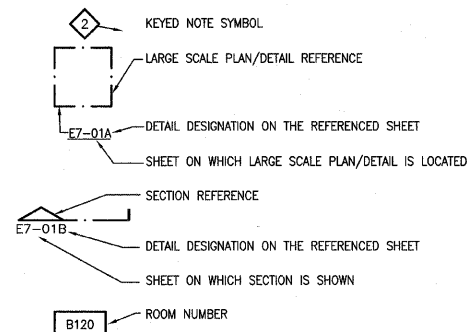 2 KEYED NOTE SYMBOL
LARGE SCALE PLAN/DETAIL REFERENCE
E7-01A DETAIL DESIGNATION ON THE REFERENCED SHEET
SHEET ON WHICH LARGE SCALE PLAN/DETAIL IS LOCATED
SECTION REFERENCE
E7-01B
DETAIL DESIGNATION ON THE REFERENCED SHEET
SHEET ON WHICH SECTION IS SHOWN
ROOM NUMBER
B120